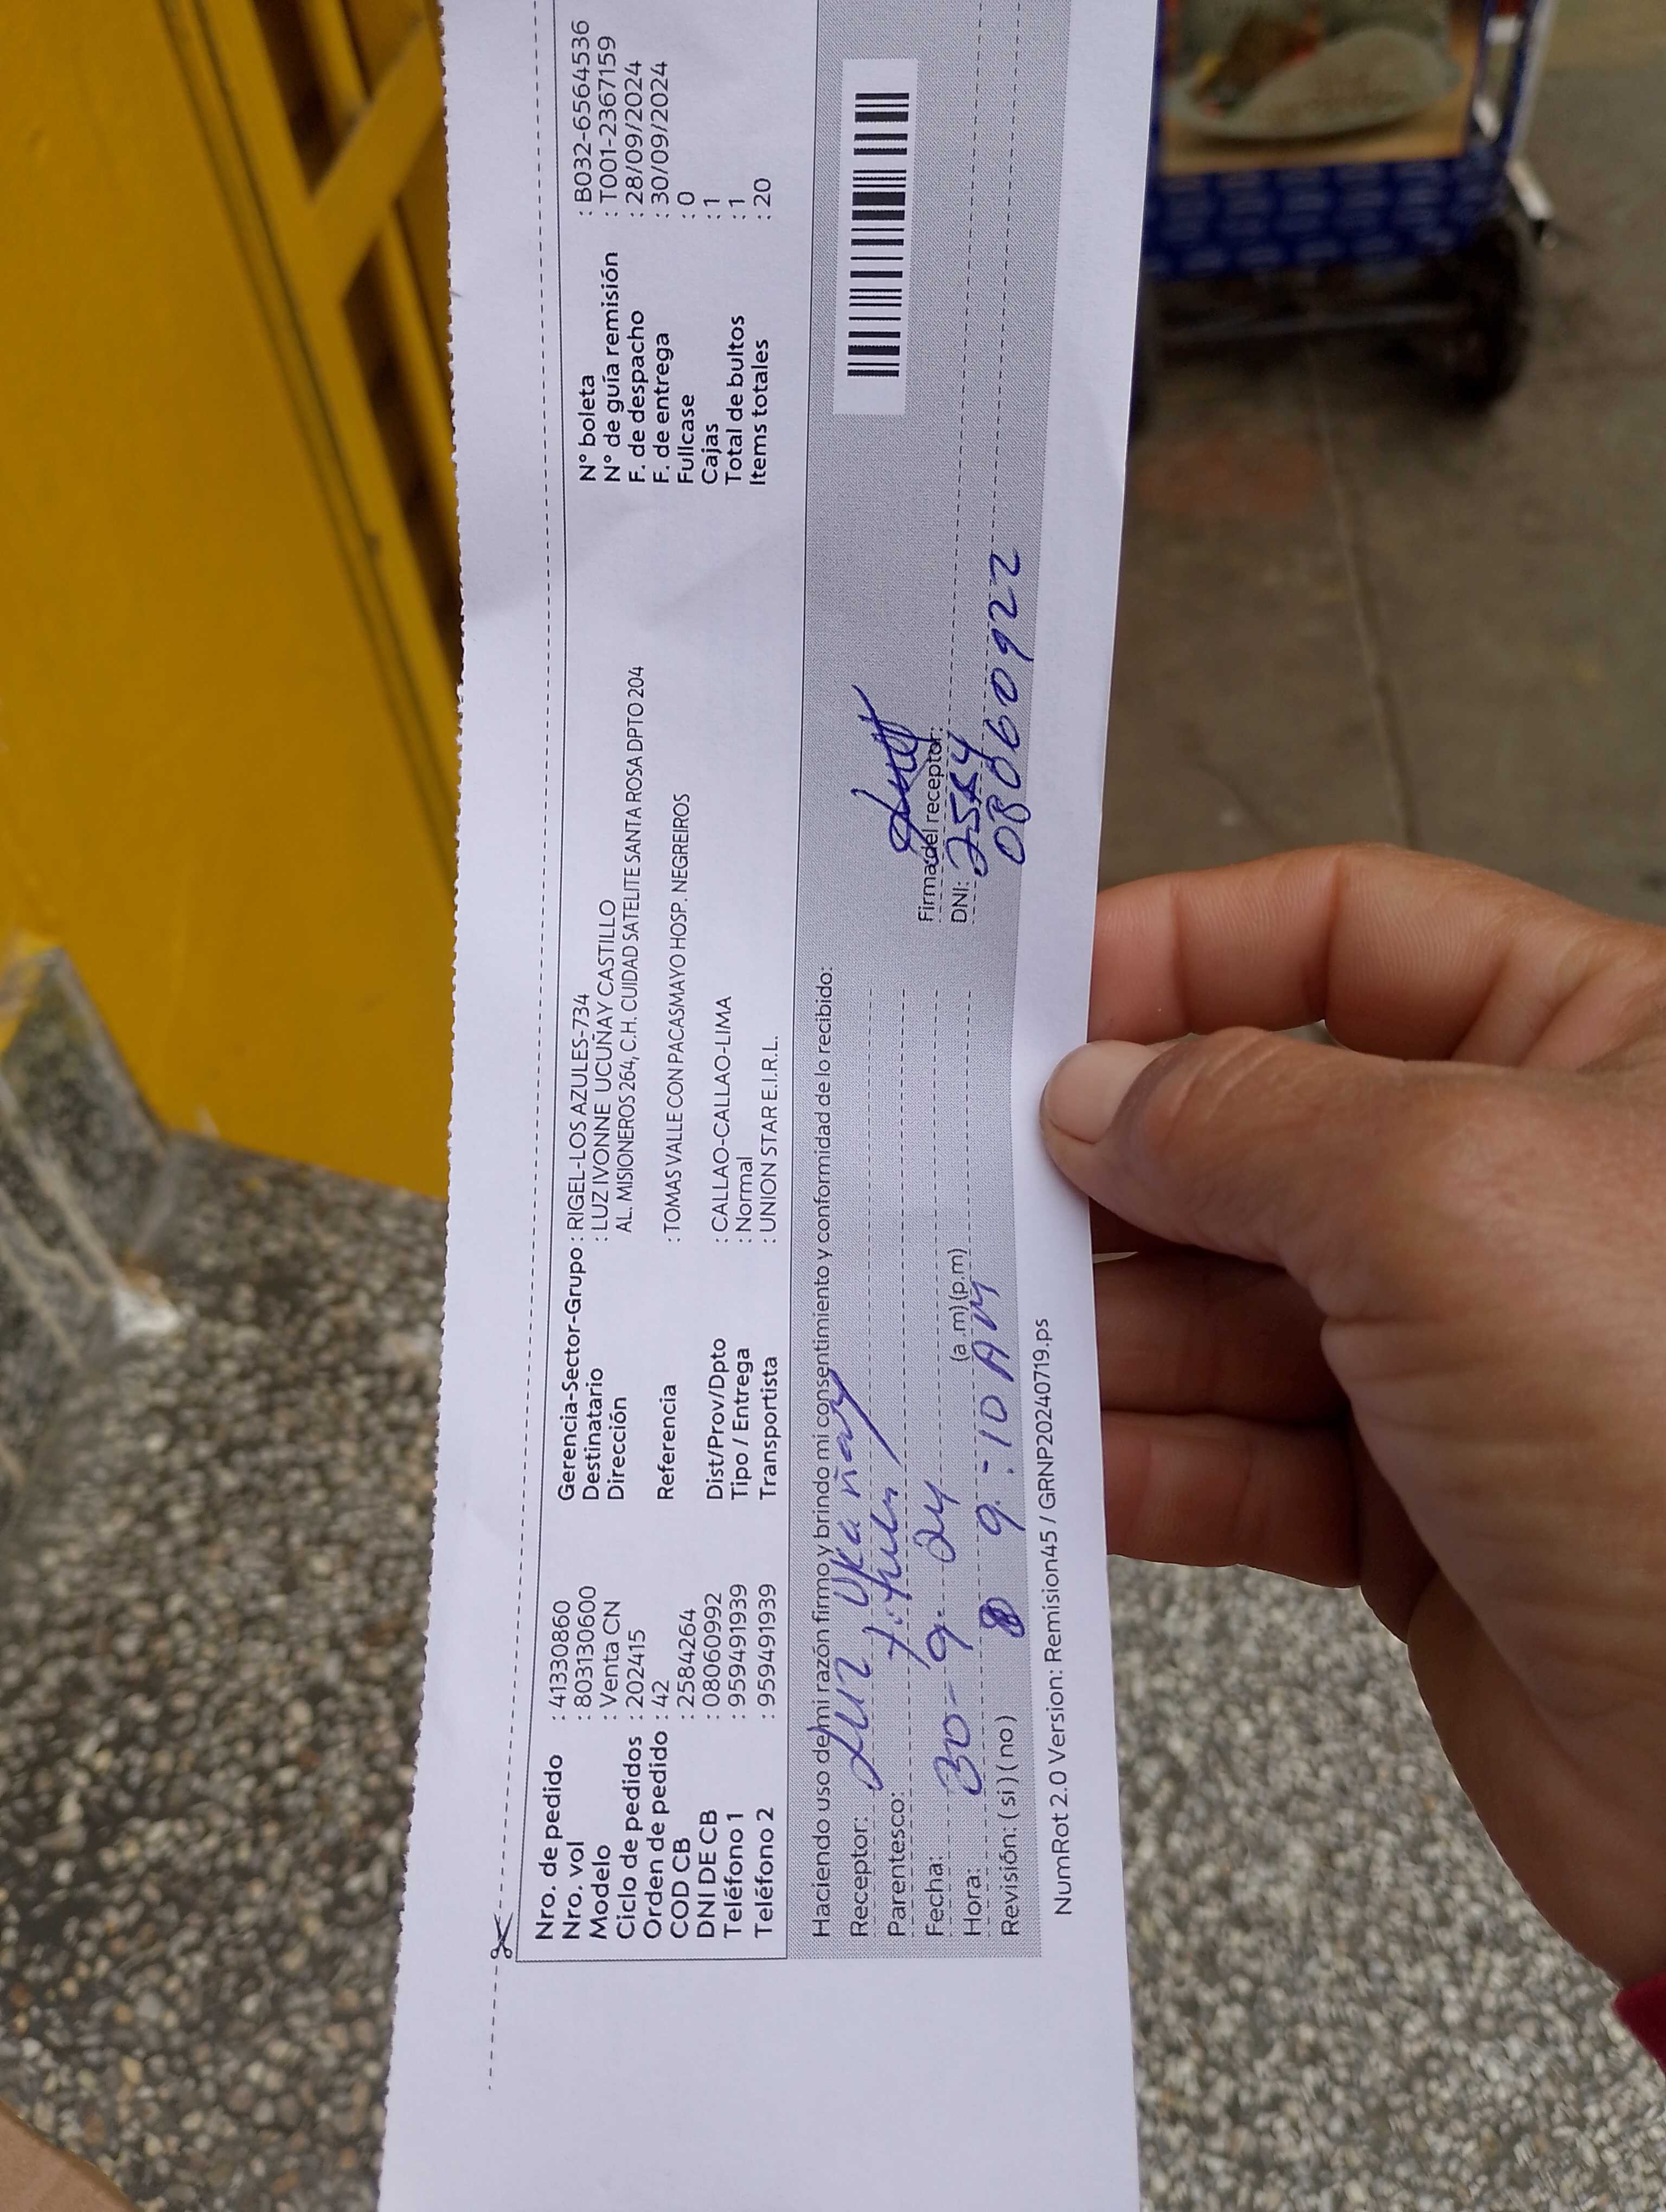 Nro. de pedido : 41330860
Nro. vol : 803130600
Modelo : Venta CN
Ciclo de pedidos : 202415
Orden de pedido : 42
COD CB : 2584264
DNI DE CB : 08060992
Teléfono 1 : 959491939
Teléfono 2 : 959491939
Gerencia-Sector-Grupo : RIGEL-LOS AZULES-734
Destinatario : LUZ IVONNE UCUÑAY CASTILLO
Dirección AL. MISIONEROS 264, C.H. CUIDAD SATELITE SANTA ROSA DPTO 204
Referencia : TOMAS VALLE CON PACASMAYO HOSP. NEGREIROS
Dist/Prov/Dpto : CALLAO-CALLAO-LIMA
Tipo / Entrega : Normal
Transportista : UNION STAR E.I.R.L.
N° boleta : B032-6564536
N° de guía remisión : T001-2367159
F. de despacho : 28/09/2024
F. de entrega : 30/09/2024
Fullcase : 0
Cajas : 1
Total de bultos : 1
Items totales : 20
Haciendo uso de mi razón firmo y brindo mi consentimiento y conformidad de lo recibido:
Receptor: Luz Ukañay
Parentesco:
Fecha: 30-9-24
Hora: 9:10 AM (a.m) (p.m)
Revisión: ( si ) ( no )
Firma del receptor:
DNI:
08060922
NumRot 2.0 Version: Remision45 / GRNP20240719.ps